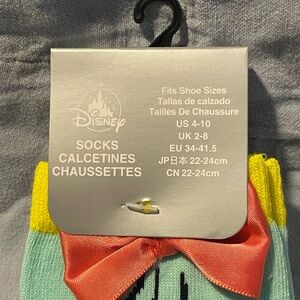 Disney
SOCKS
CALCETINES
CHAUSSETTES
Fits Shoe Sizes
Tallas de calzado
Tailles De Chaussure
US 4-10
UK 2-8
EU 34-41.5
JP日本 22-24cm
CN 22-24cm